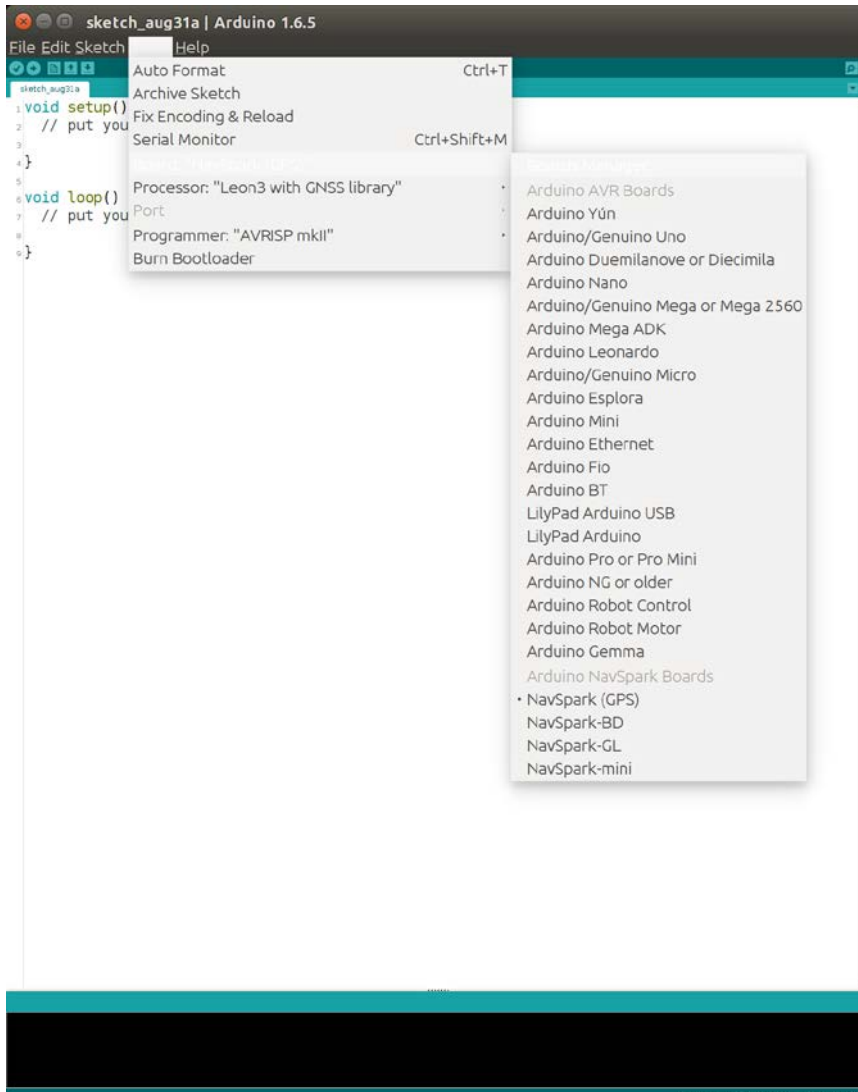 sketch_aug31a | Arduino 1.6.5
File Edit Sketch Help
sketch_aug31a
1 void setup()
2 // put you
3
4 }
5
6 void loop()
7 // put you
8
9 }
Auto Format Ctrl+T
Archive Sketch
Fix Encoding & Reload
Serial Monitor Ctrl+Shift+M
Processor: "Leon3 with GNSS library"
Port
Programmer: "AVRISP mkII"
Burn Bootloader
Arduino AVR Boards
Arduino Yún
Arduino/Genuino Uno
Arduino Duemilanove or Diecimila
Arduino Nano
Arduino/Genuino Mega or Mega 2560
Arduino Mega ADK
Arduino Leonardo
Arduino/Genuino Micro
Arduino Esplora
Arduino Mini
Arduino Ethernet
Arduino Fio
Arduino BT
LilyPad Arduino USB
LilyPad Arduino
Arduino Pro or Pro Mini
Arduino NG or older
Arduino Robot Control
Arduino Robot Motor
Arduino Gemma
Arduino NavSpark Boards
• NavSpark (GPS)
NavSpark-BD
NavSpark-GL
NavSpark-mini